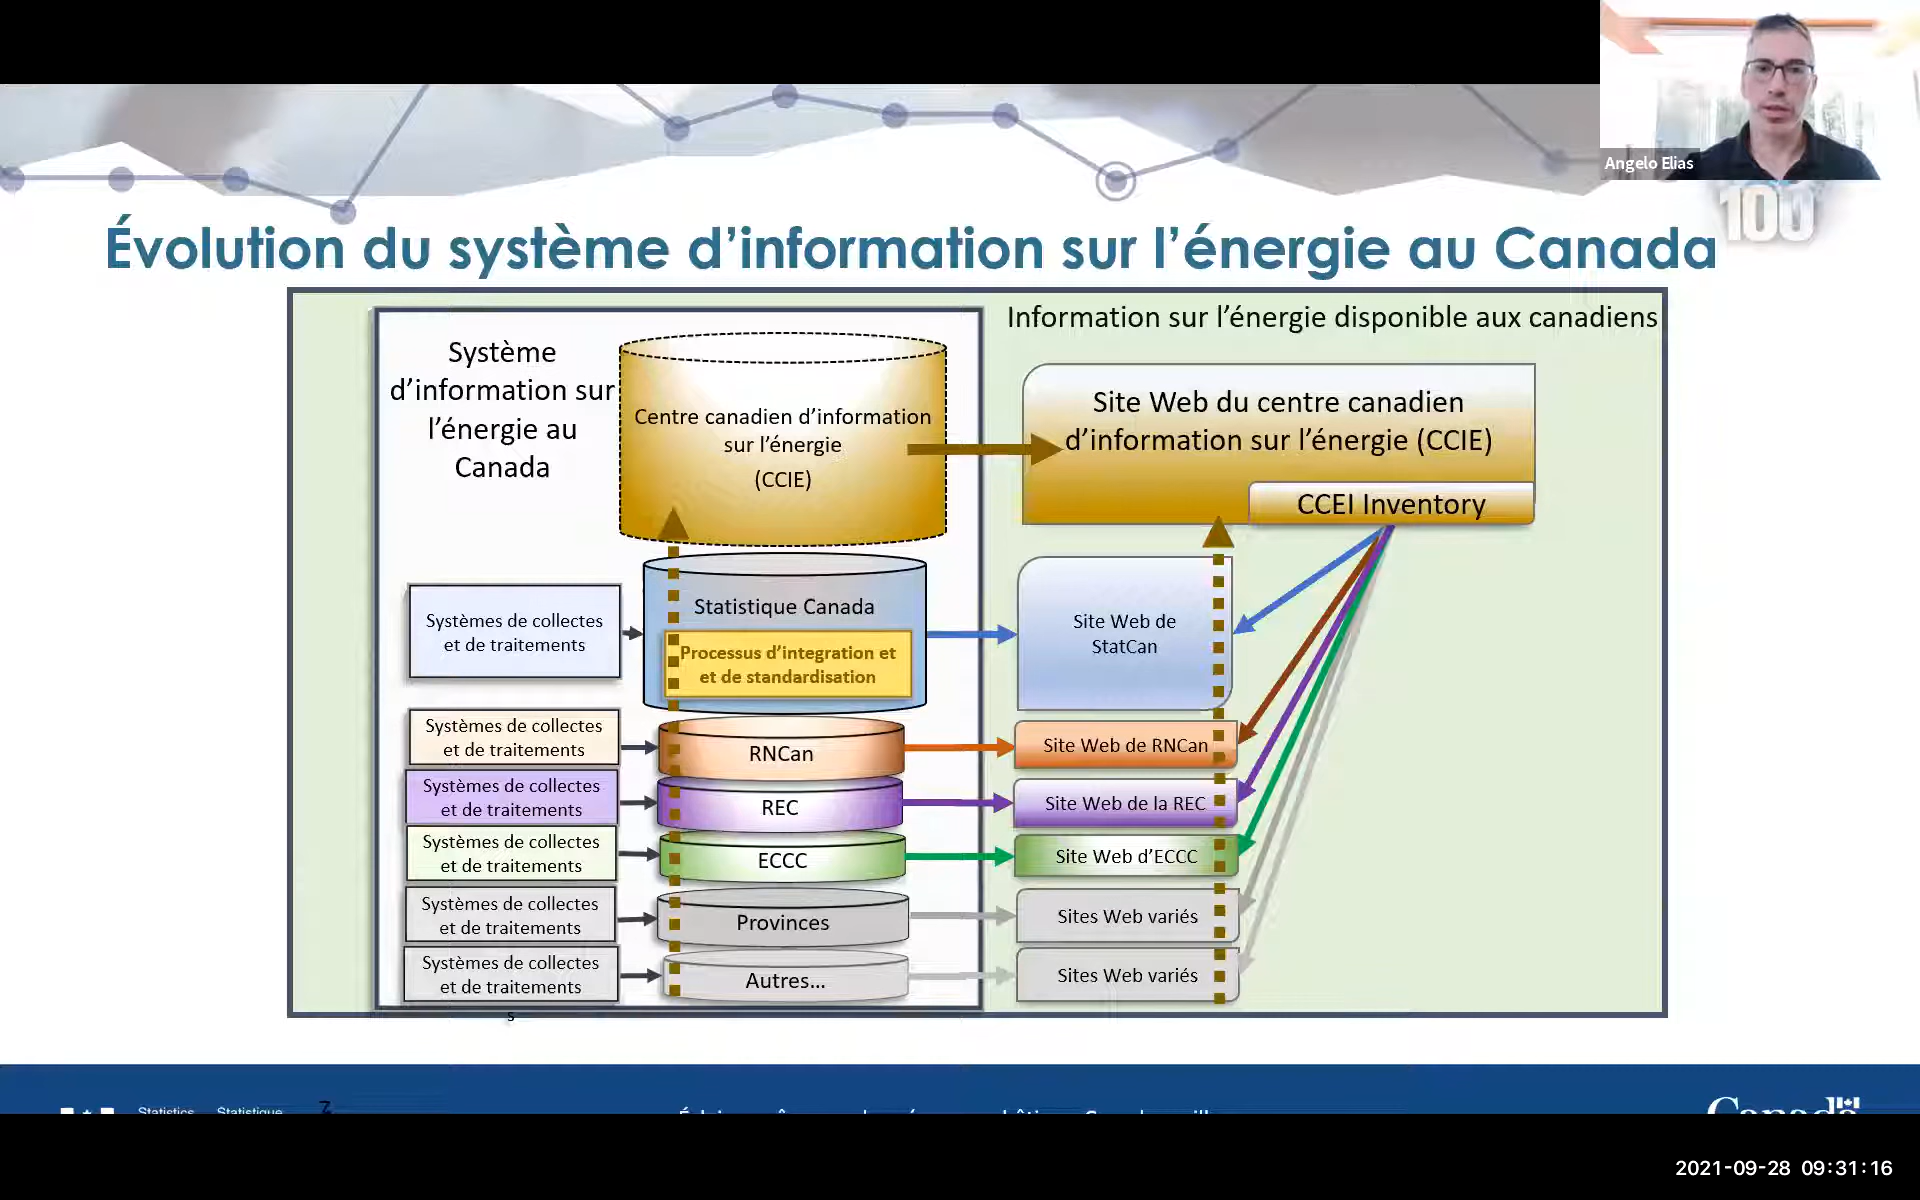 Angelo Elias
100
Évolution du système d’information sur l’énergie au Canada
Information sur l’énergie disponible aux canadiens
Système
d’information sur
l’énergie au
Canada
Centre canadien d’information
sur l’énergie
(CCIE)
Site Web du centre canadien
d’information sur l’énergie (CCIE)
CCEI Inventory
Systèmes de collectes
et de traitements
Statistique Canada
Processus d’integration et
et de standardisation
Site Web de
StatCan
Systèmes de collectes
et de traitements
RNCan
Site Web de RNCan
Systèmes de collectes
et de traitements
REC
Site Web de la REC
Systèmes de collectes
et de traitements
ECCC
Site Web d’ECCC
Systèmes de collectes
et de traitements
Provinces
Sites Web variés
Systèmes de collectes
et de traitements
Autres...
Sites Web variés
s
Statistics Statistique
7
Canada
2021-09-28 09:31:16